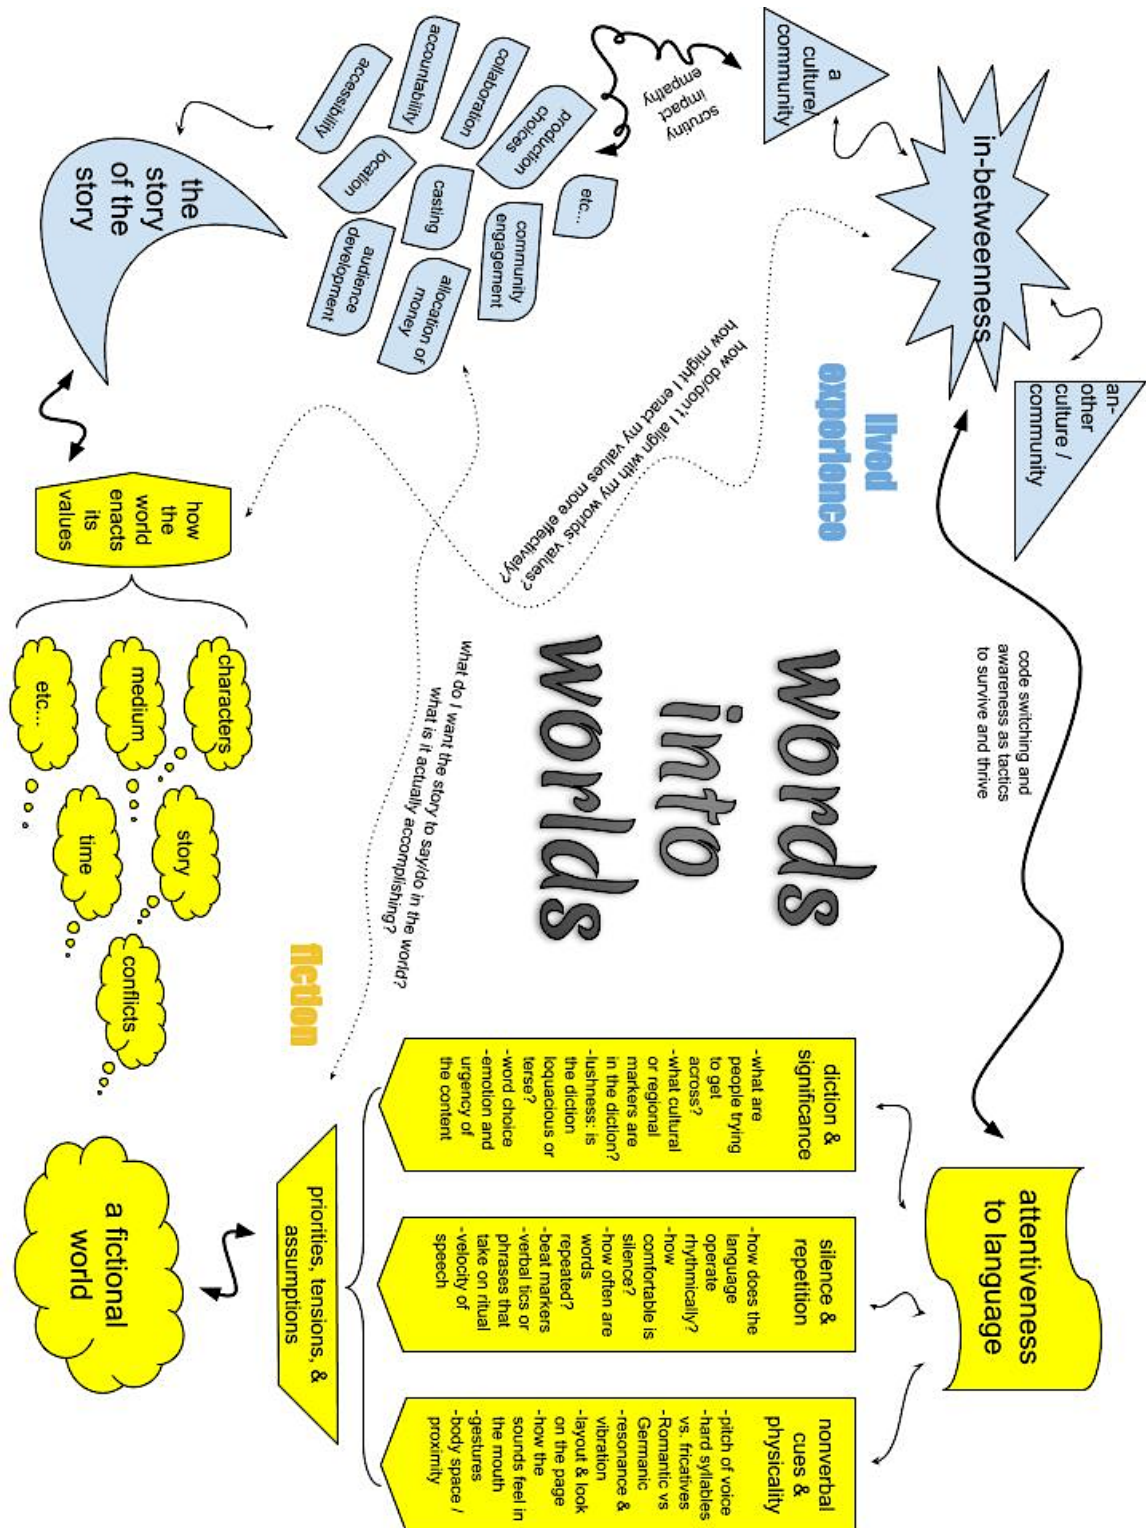 a
culture/
community
in-betweenness
an-
other
culture /
community
scrutiny
impact
empathy
etc....
production
choices
collaboration
accountability
accessibility
community
engagement
casting
location
allocation of
money
audience
development
the
story
of the
story
lived
experience
how do/don't I align with my worlds' values?
how might I enact my values more effectively?
code switching and
awareness as tactics
to survive and thrive
words
into
worlds
what do I want the story to say/do in the world?
what is it actually accomplishing?
fiction
how
the
world
enacts
its
values
characters
medium
etc...
story
time
conflicts
a fictional
world
priorities, tensions, &
assumptions
attentiveness
to language
diction &
significance
-what are
people trying
to get
across?
-what cultural
or regional
markers are
in the diction?
-lushness: is
the diction
loquacious or
terse?
-word choice
-emotion and
urgency of
the content
silence &
repetition
-how does the
language
operate
rhythmically?
-how
comfortable is
silence?
-how often are
words
repeated?
-beat markers
-verbal tics or
phrases that
take on ritual
-velocity of
speech
nonverbal
cues &
physicality
-pitch of voice
-hard syllables
vs. fricatives
-Romantic vs
Germanic
-resonance &
vibration
-layout & look
on the page
-how the
sounds feel in
the mouth
-gestures
-body space /
proximity